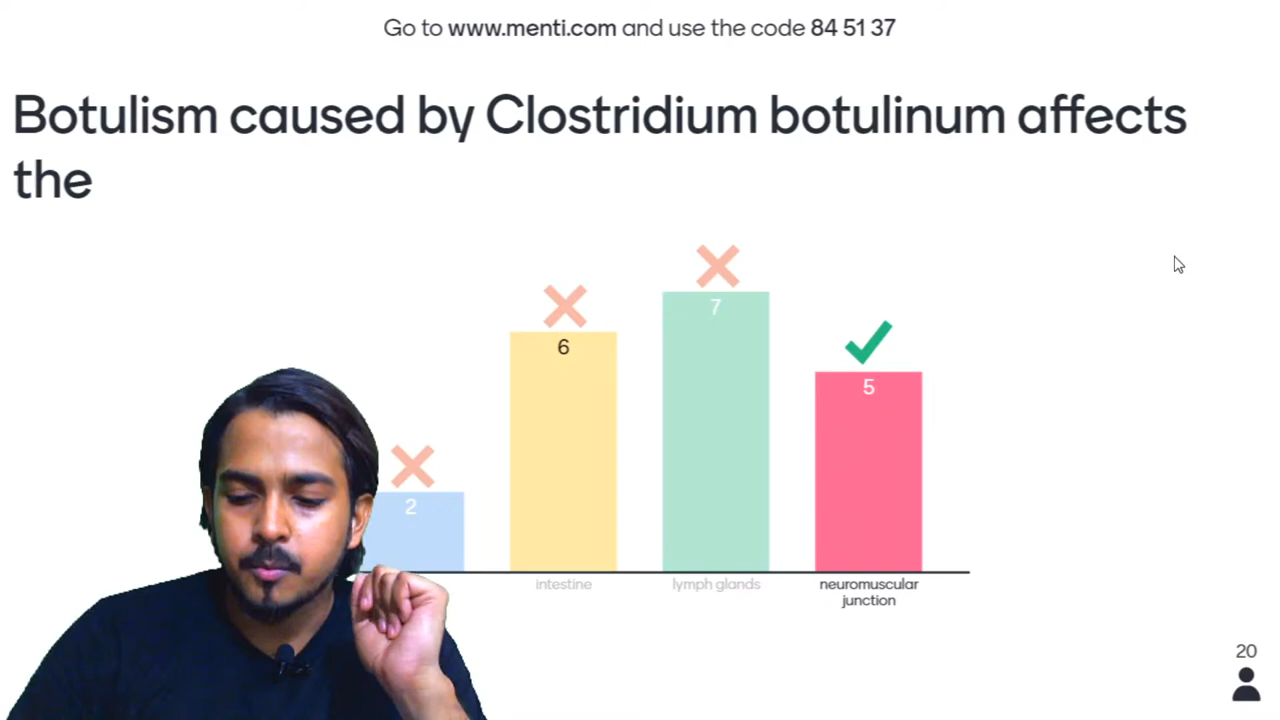 Go to www.menti.com and use the code 84 51 37
Botulism caused by Clostridium botulinum affects
the
2
6
7
5
intestine
lymph glands
neuromuscular
junction
20